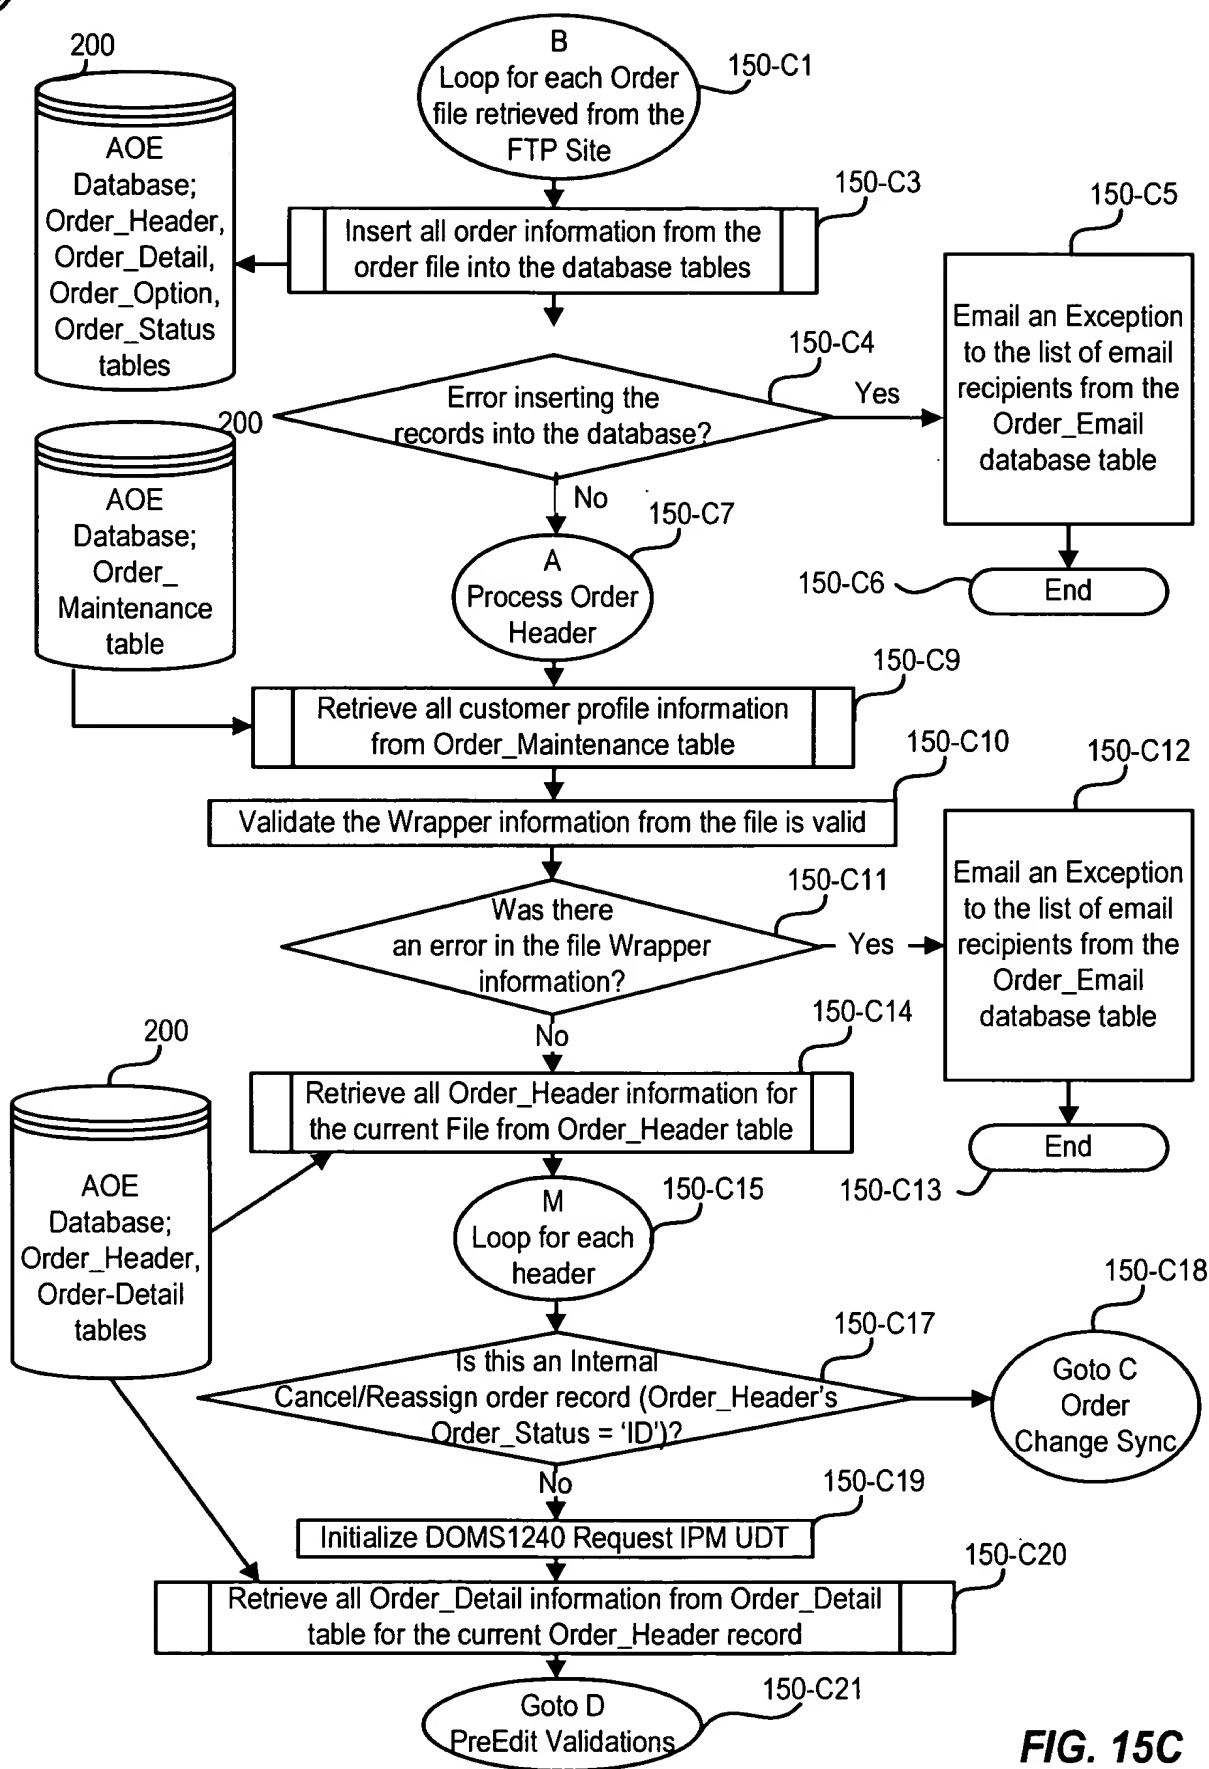 B
Loop for each Order
file retrieved from the
FTP Site
150-C1
200
AOE
Database;
Order_Header,
Order_Detail,
Order_Option,
Order_Status
tables
150-C3
Insert all order information from the
order file into the database tables
150-C4
Error inserting the
records into the database?
Yes
150-C5
Email an Exception
to the list of email
recipients from the
Order_Email
database table
150-C6
End
No
200
AOE
Database;
Order_
Maintenance
table
150-C7
A
Process Order
Header
150-C9
Retrieve all customer profile information
from Order_Maintenance table
150-C10
Validate the Wrapper information from the file is valid
150-C11
Was there
an error in the file Wrapper
information?
Yes
150-C12
Email an Exception
to the list of email
recipients from the
Order_Email
database table
End
150-C13
No
150-C14
Retrieve all Order_Header information for
the current File from Order_Header table
200
AOE
Database;
Order_Header,
Order-Detail
tables
150-C15
M
Loop for each
header
150-C17
Is this an Internal
Cancel/Reassign order record (Order_Header's
Order_Status = 'ID')?
150-C18
Goto C
Order
Change Sync
No
150-C19
Initialize DOMS1240 Request IPM UDT
150-C20
Retrieve all Order_Detail information from Order_Detail
table for the current Order_Header record
150-C21
Goto D
PreEdit Validations
FIG. 15C